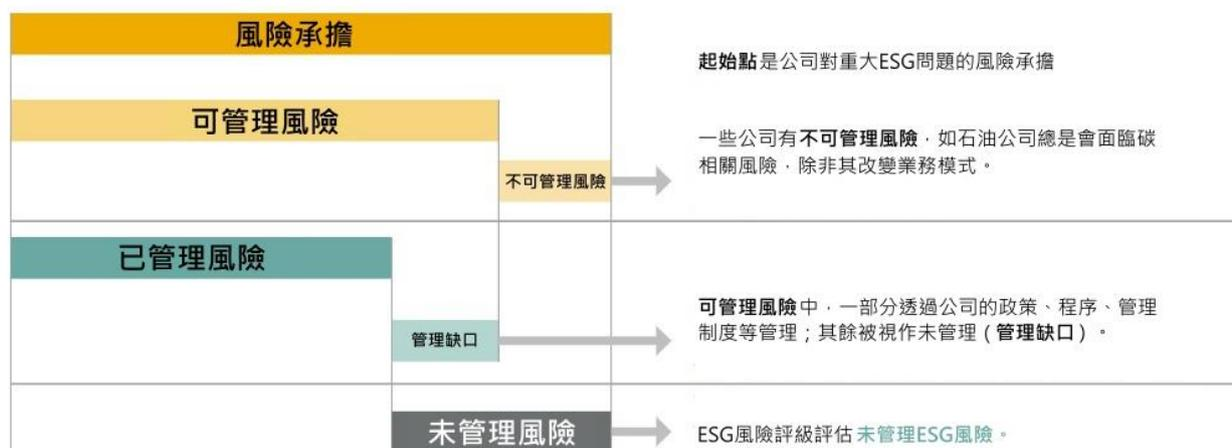 風險承擔
起始點是公司對重大ESG問題的風險承擔
可管理風險
一些公司有不可管理風險，如石油公司總是會面臨碳
相關風險，除非其改變業務模式。
不可管理風險
已管理風險
可管理風險中，一部分透過公司的政策、程序、管理
制度等管理；其餘被視作未管理（管理缺口）。
管理缺口
未管理風險
ESG風險評級評估未管理ESG風險。